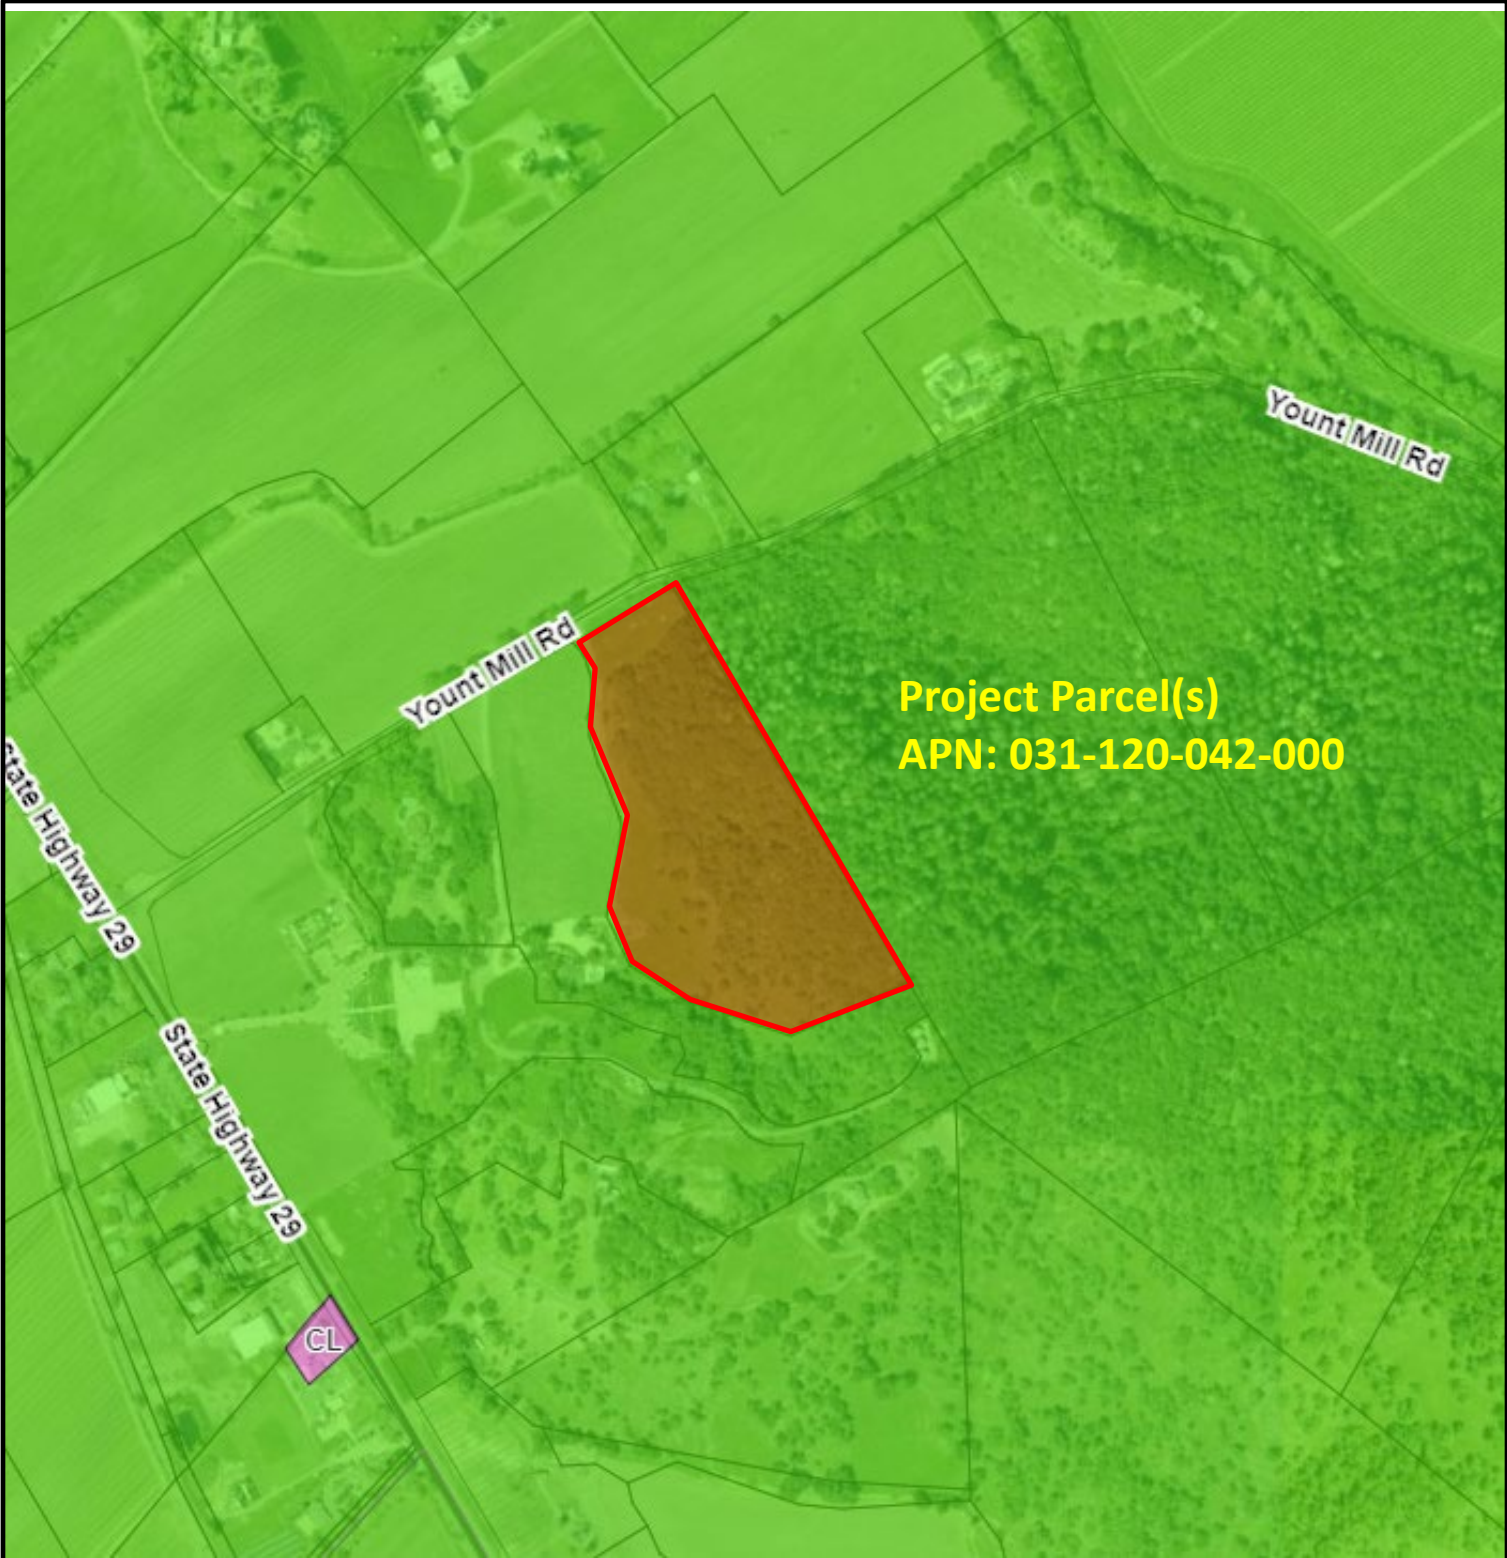 Yount Mill Rd
Yount Mill Rd
Project Parcel(s)
APN: 031-120-042-000
State Highway 29
State Highway 29
CL